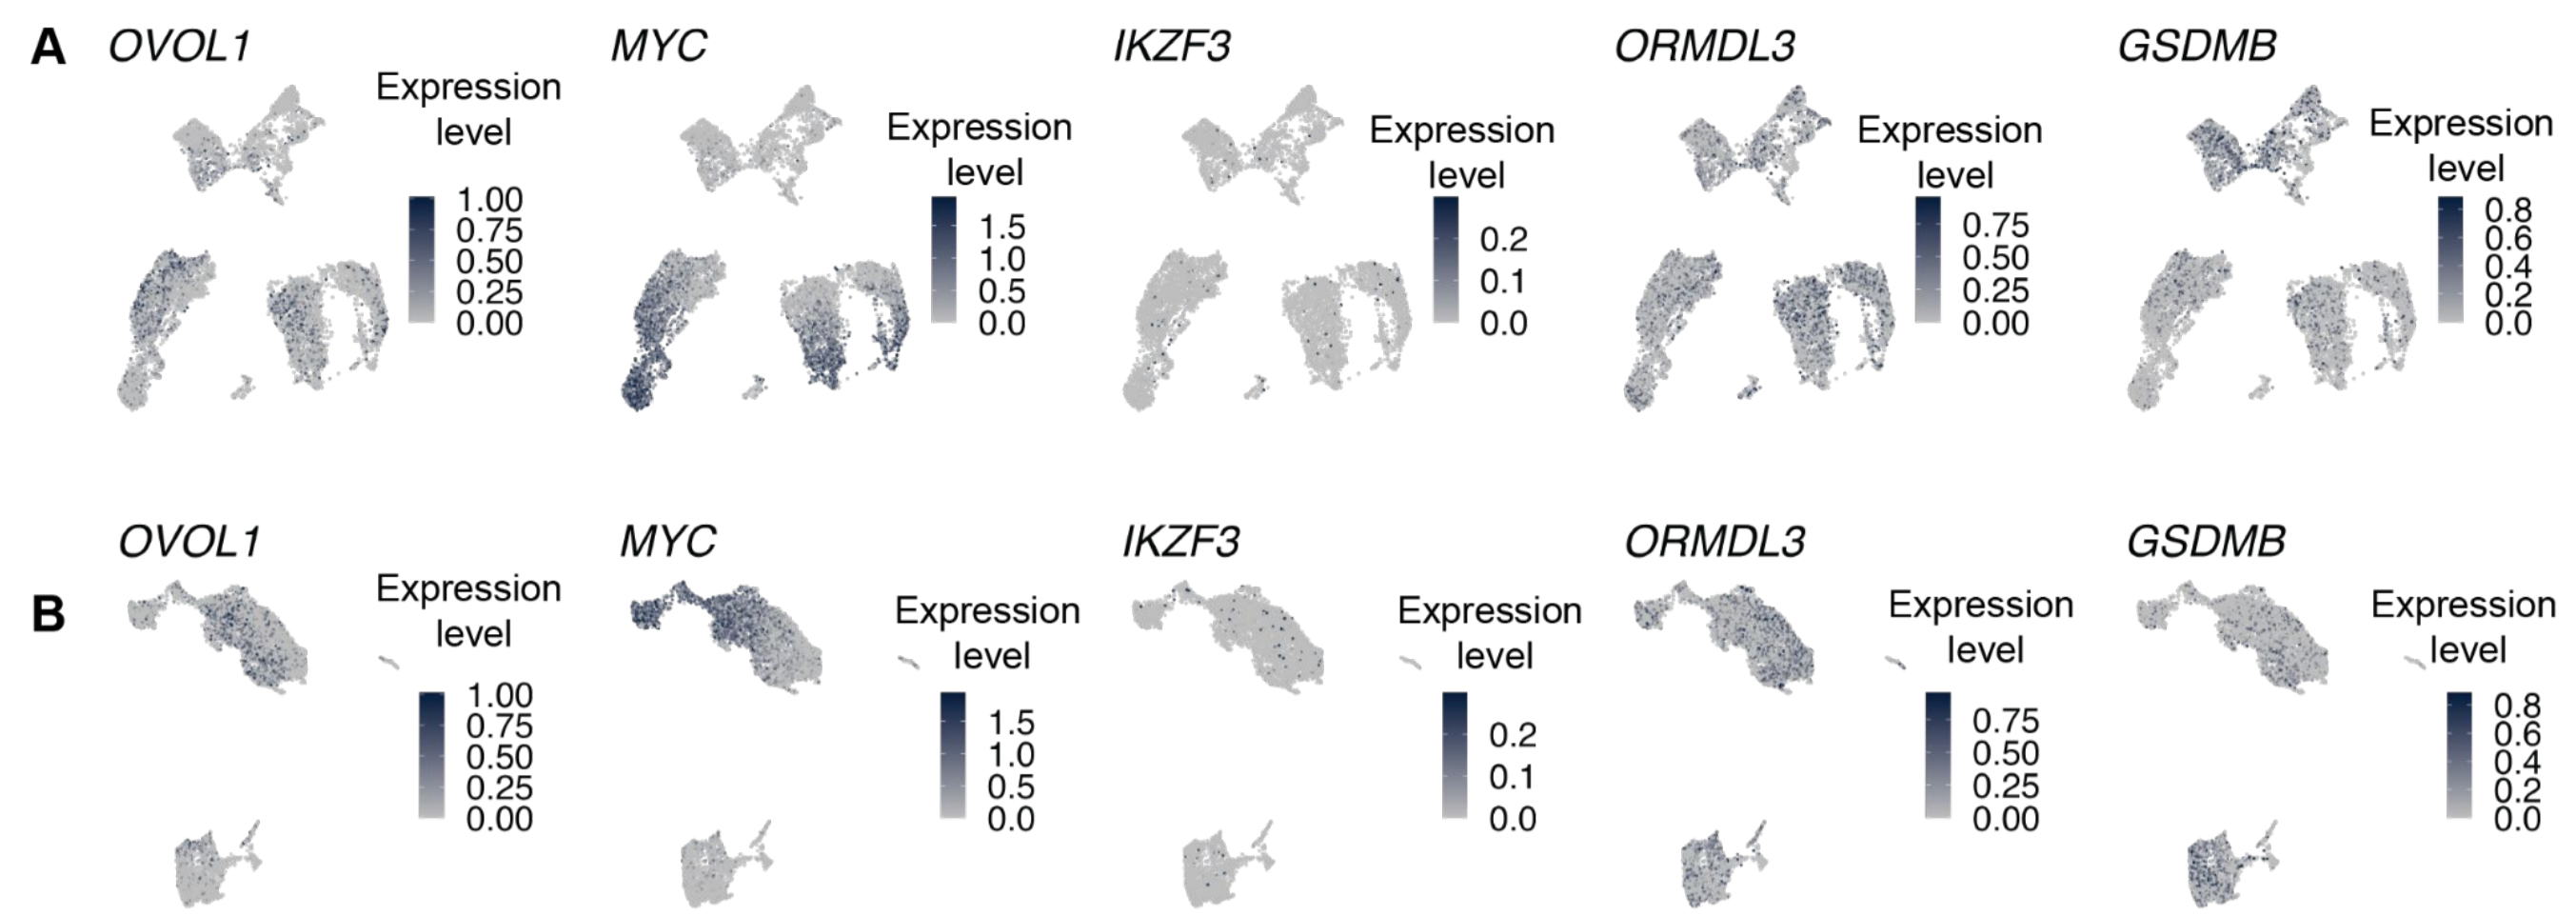 A
OVOL1
Expression
level
1.00
0.75
0.50
0.25
0.00
MYC
Expression
level
1.5
1.0
0.5
0.0
IKZF3
Expression
level
0.2
0.1
0.0
ORMDL3
Expression
level
0.75
0.50
0.25
0.00
GSDMB
Expression
level
0.8
0.6
0.4
0.2
0.0
B
OVOL1
Expression
level
1.00
0.75
0.50
0.25
0.00
MYC
Expression
level
1.5
1.0
0.5
0.0
IKZF3
Expression
level
0.2
0.1
0.0
ORMDL3
Expression
level
0.75
0.50
0.25
0.00
GSDMB
Expression
level
0.8
0.6
0.4
0.2
0.0